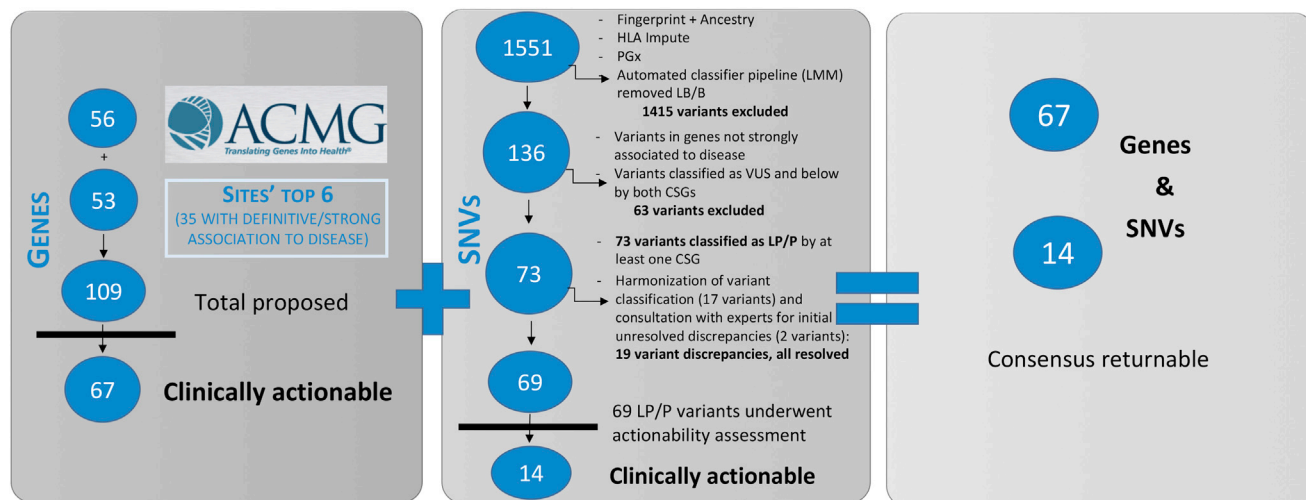 GENES
56
+
53
109
67
ACMG
Translating Genes Into Health®
SITES' TOP 6
(35 WITH DEFINITIVE/STRONG
ASSOCIATION TO DISEASE)
Total proposed
Clinically actionable
SNVs
1551
- Fingerprint + Ancestry
- HLA Impute
- PGx
- Automated classifier pipeline (LMM)
removed LB/B
1415 variants excluded
136
- Variants in genes not strongly
associated to disease
- Variants classified as VUS and below
by both CSGs
63 variants excluded
73
- 73 variants classified as LP/P by at
least one CSG
- Harmonization of variant
classification (17 variants) and
consultation with experts for initial
unresolved discrepancies (2 variants):
19 variant discrepancies, all resolved
69
69 LP/P variants underwent
actionability assessment
14
Clinically actionable
67
Genes
&
SNVs
14
Consensus returnable